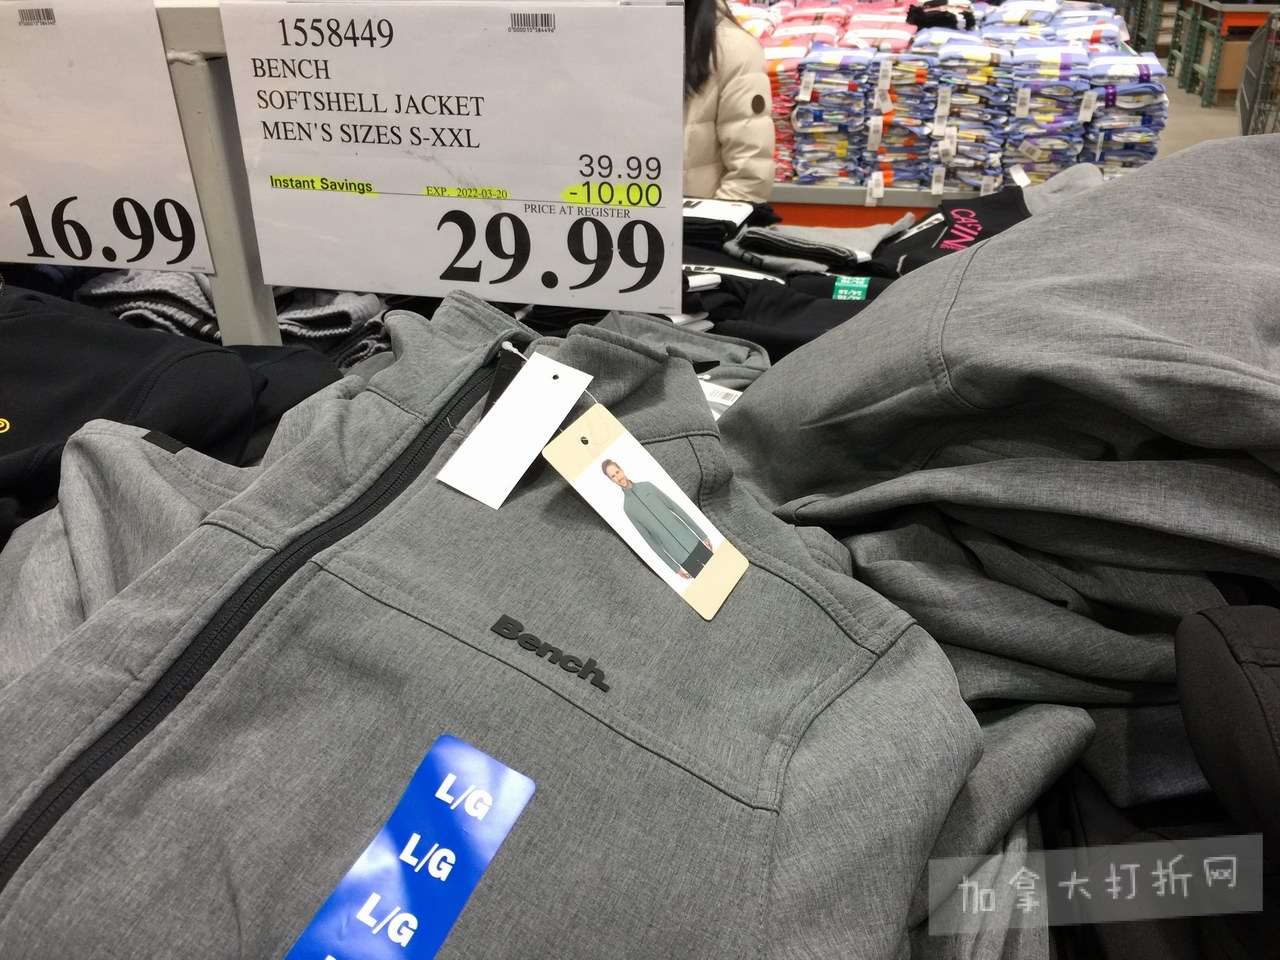 1558449
BENCH
SOFTSHELL JACKET
MEN'S SIZES S-XXL
39.99
Instant Savings EXP. 2022-03-20 -10.00
PRICE AT REGISTER
29.99
16.99
CA
Bench.
L/G
L/G
L/G
加拿大打折网